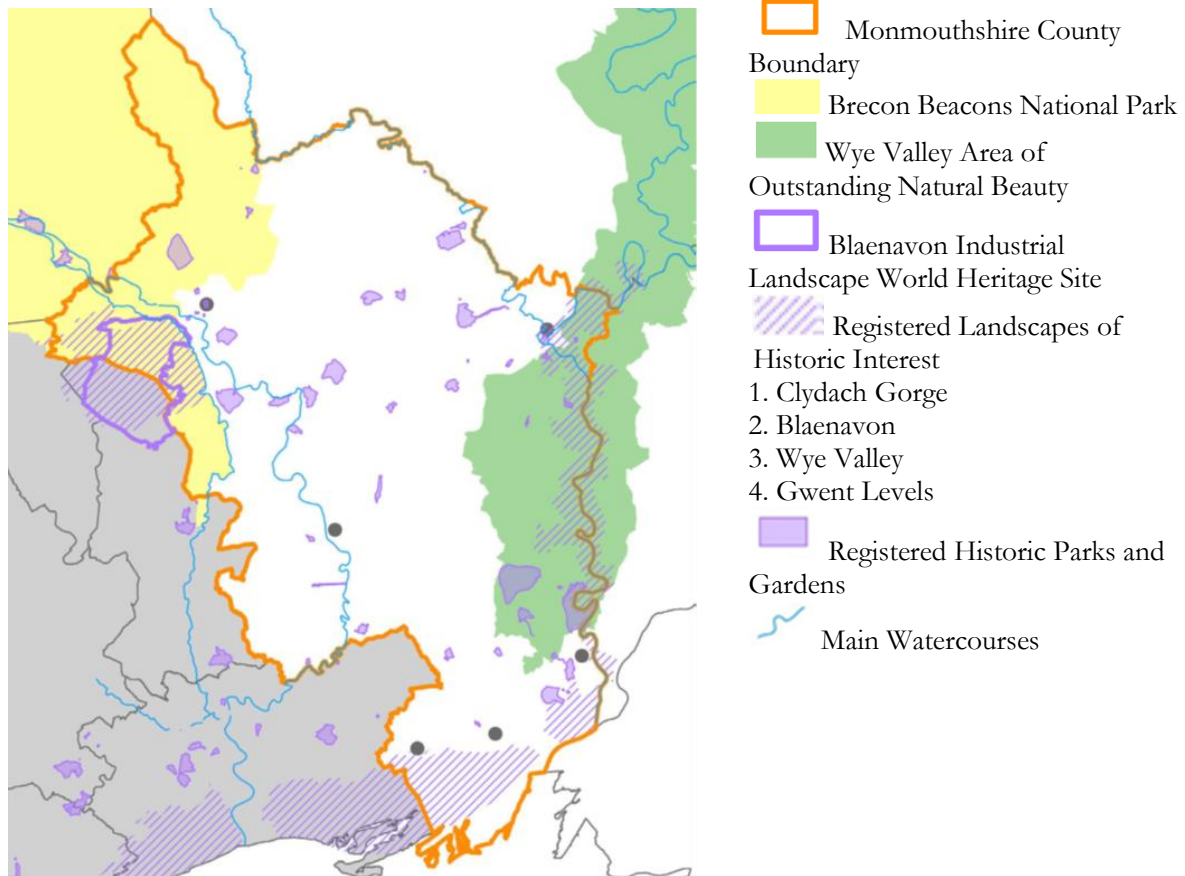 Monmouthshire County
Boundary
Brecon Beacons National Park
Wye Valley Area of
Outstanding Natural Beauty
Blaenavon Industrial
Landscape World Heritage Site
Registered Landscapes of
Historic Interest
1. Clydach Gorge
2. Blaenavon
3. Wye Valley
4. Gwent Levels
Registered Historic Parks and
Gardens
Main Watercourses